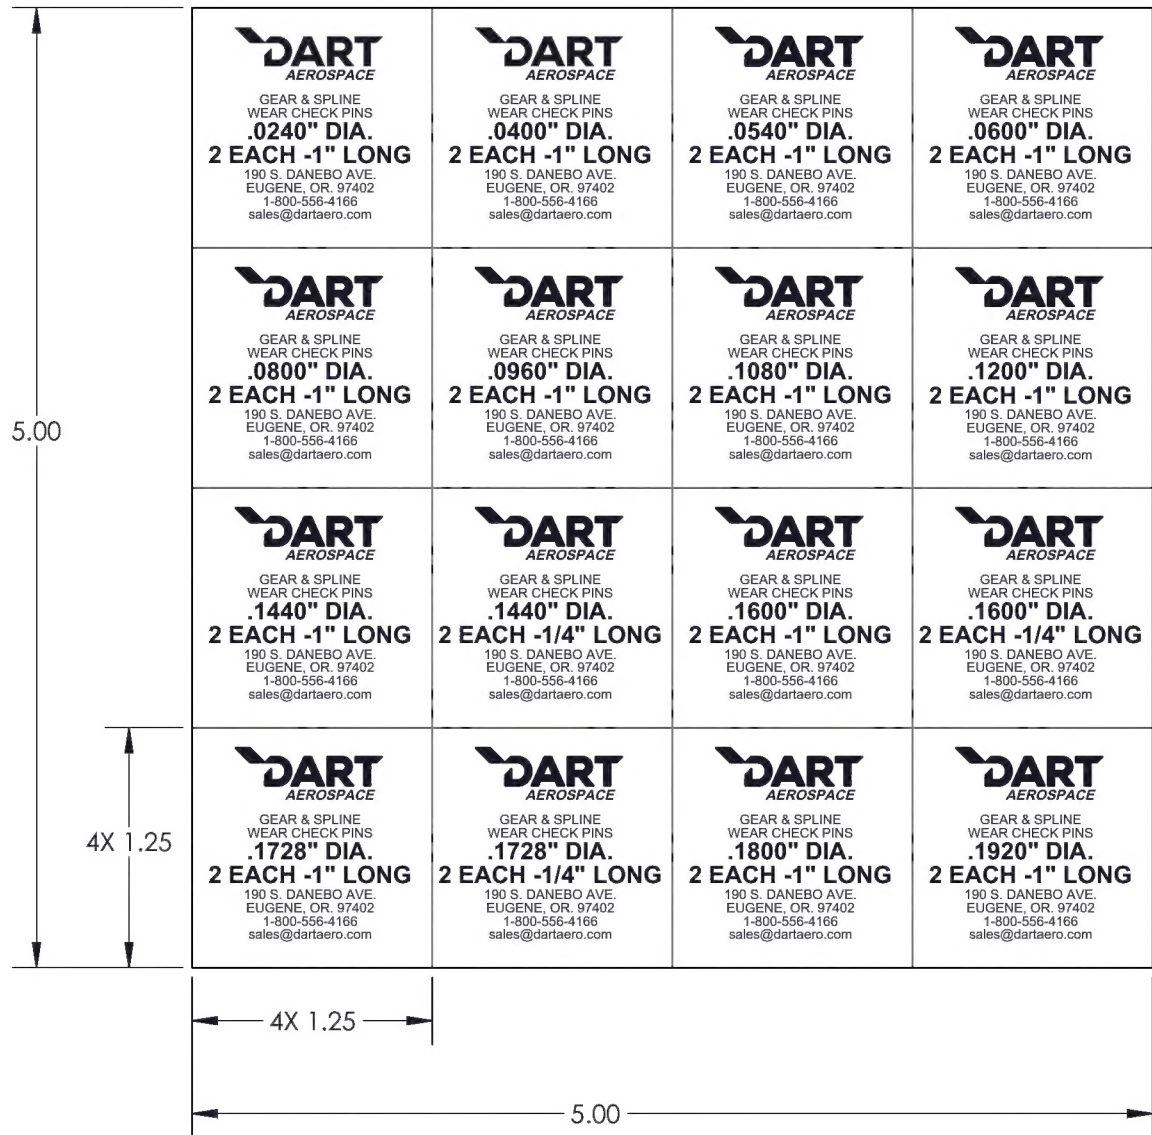 DART
AEROSPACE
GEAR & SPLINE
WEAR CHECK PINS
.0240" DIA.
2 EACH -1" LONG
190 S. DANEBO AVE.
EUGENE, OR. 97402
1-800-556-4166
sales@dartaero.com
DART
AEROSPACE
GEAR & SPLINE
WEAR CHECK PINS
.0400" DIA.
2 EACH -1" LONG
190 S. DANEBO AVE.
EUGENE, OR. 97402
1-800-556-4166
sales@dartaero.com
DART
AEROSPACE
GEAR & SPLINE
WEAR CHECK PINS
.0540" DIA.
2 EACH -1" LONG
190 S. DANEBO AVE.
EUGENE, OR. 97402
1-800-556-4166
sales@dartaero.com
DART
AEROSPACE
GEAR & SPLINE
WEAR CHECK PINS
.0600" DIA.
2 EACH -1" LONG
190 S. DANEBO AVE.
EUGENE, OR. 97402
1-800-556-4166
sales@dartaero.com
DART
AEROSPACE
GEAR & SPLINE
WEAR CHECK PINS
.0800" DIA.
2 EACH -1" LONG
190 S. DANEBO AVE.
EUGENE, OR. 97402
1-800-556-4166
sales@dartaero.com
DART
AEROSPACE
GEAR & SPLINE
WEAR CHECK PINS
.0960" DIA.
2 EACH -1" LONG
190 S. DANEBO AVE.
EUGENE, OR. 97402
1-800-556-4166
sales@dartaero.com
DART
AEROSPACE
GEAR & SPLINE
WEAR CHECK PINS
.1080" DIA.
2 EACH -1" LONG
190 S. DANEBO AVE.
EUGENE, OR. 97402
1-800-556-4166
sales@dartaero.com
DART
AEROSPACE
GEAR & SPLINE
WEAR CHECK PINS
.1200" DIA.
2 EACH -1" LONG
190 S. DANEBO AVE.
EUGENE, OR. 97402
1-800-556-4166
sales@dartaero.com
5.00
DART
AEROSPACE
GEAR & SPLINE
WEAR CHECK PINS
.1440" DIA.
2 EACH -1" LONG
190 S. DANEBO AVE.
EUGENE, OR. 97402
1-800-556-4166
sales@dartaero.com
DART
AEROSPACE
GEAR & SPLINE
WEAR CHECK PINS
.1440" DIA.
2 EACH -1/4" LONG
190 S. DANEBO AVE.
EUGENE, OR. 97402
1-800-556-4166
sales@dartaero.com
DART
AEROSPACE
GEAR & SPLINE
WEAR CHECK PINS
.1600" DIA.
2 EACH -1" LONG
190 S. DANEBO AVE.
EUGENE, OR. 97402
1-800-556-4166
sales@dartaero.com
DART
AEROSPACE
GEAR & SPLINE
WEAR CHECK PINS
.1600" DIA.
2 EACH -1/4" LONG
190 S. DANEBO AVE.
EUGENE, OR. 97402
1-800-556-4166
sales@dartaero.com
4X 1.25
DART
AEROSPACE
GEAR & SPLINE
WEAR CHECK PINS
.1728" DIA.
2 EACH -1" LONG
190 S. DANEBO AVE.
EUGENE, OR. 97402
1-800-556-4166
sales@dartaero.com
DART
AEROSPACE
GEAR & SPLINE
WEAR CHECK PINS
.1728" DIA.
2 EACH -1/4" LONG
190 S. DANEBO AVE.
EUGENE, OR. 97402
1-800-556-4166
sales@dartaero.com
DART
AEROSPACE
GEAR & SPLINE
WEAR CHECK PINS
.1800" DIA.
2 EACH -1" LONG
190 S. DANEBO AVE.
EUGENE, OR. 97402
1-800-556-4166
sales@dartaero.com
DART
AEROSPACE
GEAR & SPLINE
WEAR CHECK PINS
.1920" DIA.
2 EACH -1" LONG
190 S. DANEBO AVE.
EUGENE, OR. 97402
1-800-556-4166
sales@dartaero.com
4X 1.25
5.00